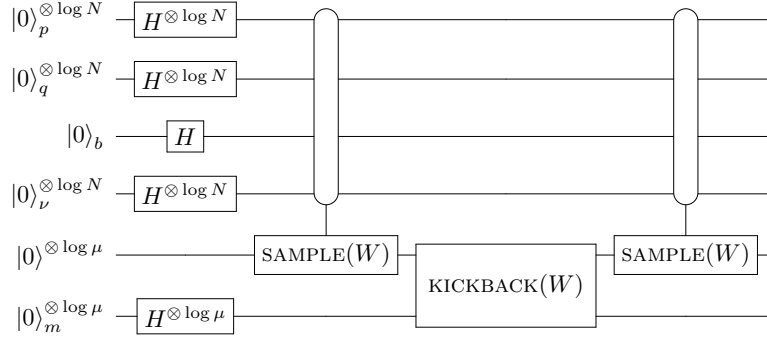 |0⟩_p^{⊗ log N} H^{⊗ log N}
|0⟩_q^{⊗ log N} H^{⊗ log N}
|0⟩_b H
|0⟩_ν^{⊗ log N} H^{⊗ log N}
|0⟩^{⊗ log μ} SAMPLE(W) SAMPLE(W)
KICKBACK(W)
|0⟩_m^{⊗ log μ} H^{⊗ log μ}